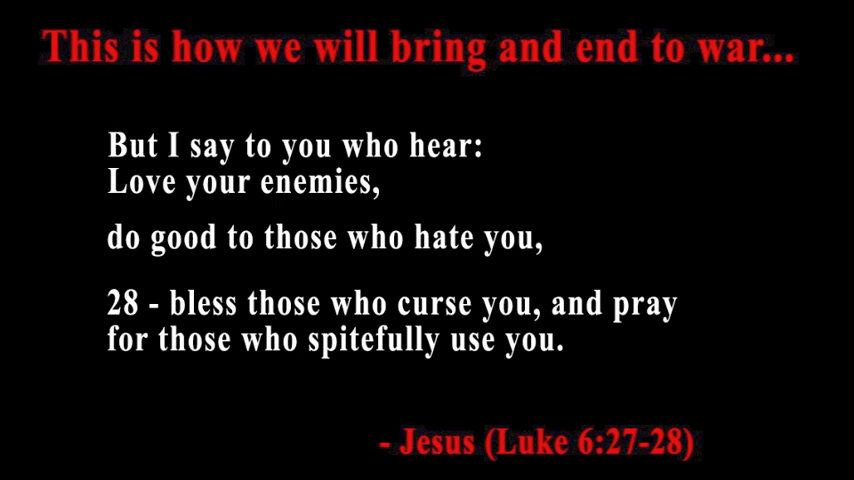 This is how we will bring and end to war...
But I say to you who hear:
Love your enemies,
do good to those who hate you,
28 - bless those who curse you, and pray
for those who spitefully use you.
- Jesus (Luke 6:27-28)